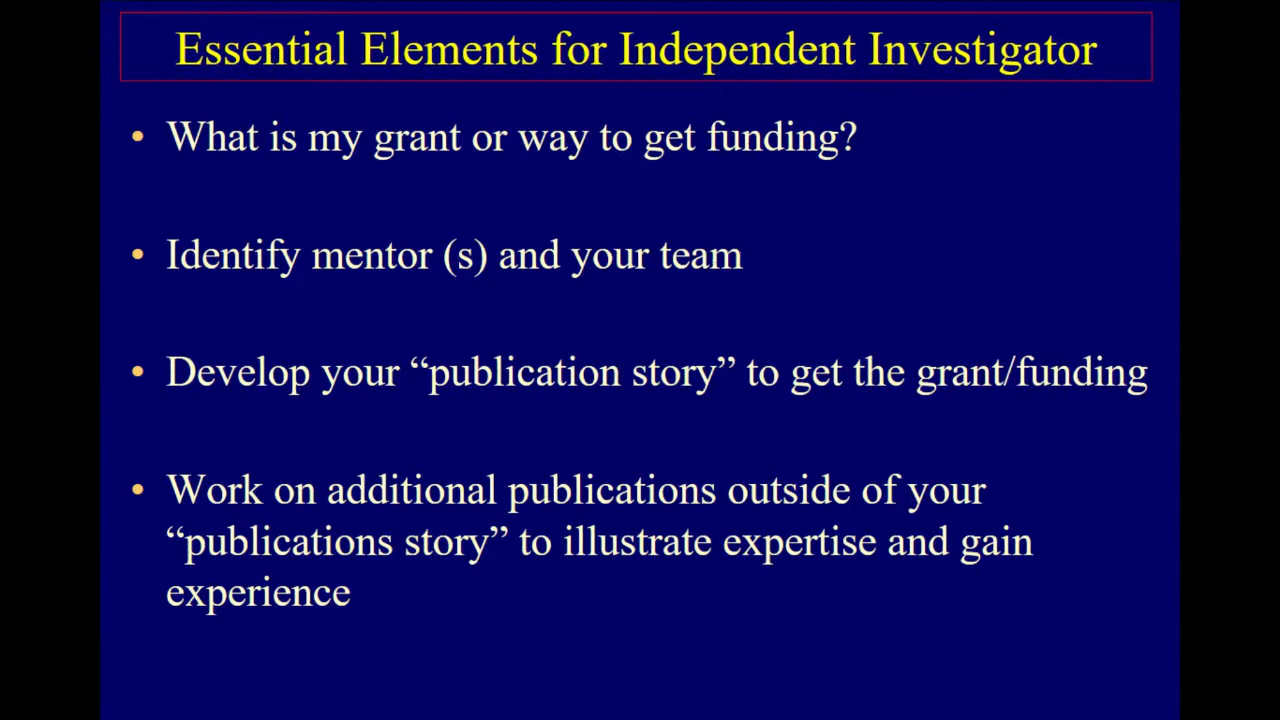 Essential Elements for Independent Investigator
• What is my grant or way to get funding?
• Identify mentor (s) and your team
• Develop your “publication story” to get the grant/funding
• Work on additional publications outside of your
“publications story” to illustrate expertise and gain
experience